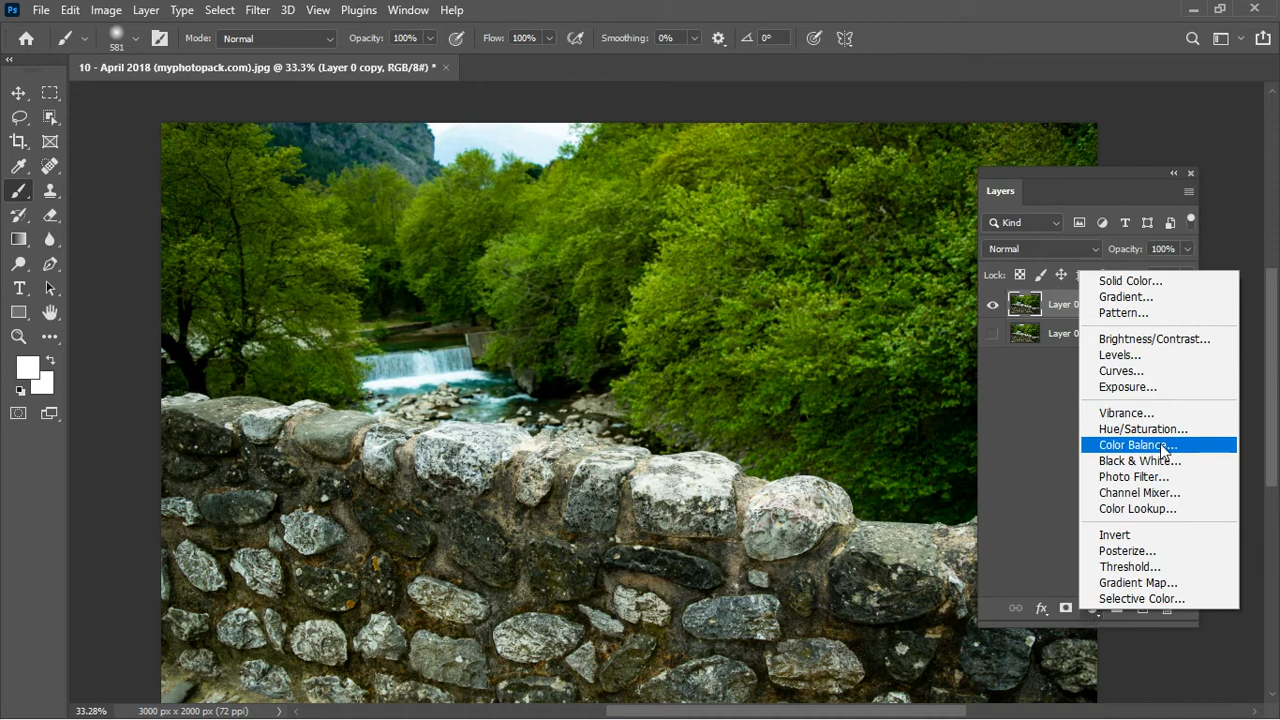 Ps File Edit Image Layer Type Select Filter 3D View Plugins Window Help
581 Mode: Normal Opacity: 100% Flow: 100% Smoothing: 0% 0°
10 - April 2018 (myphotopack.com).jpg @ 33.3% (Layer 0 copy, RGB/8#) * ×
Layers
Kind
Normal Opacity: 100%
Lock:
Layer 0
Layer 0
Solid Color...
Gradient...
Pattern...
Brightness/Contrast...
Levels...
Curves...
Exposure...
Vibrance...
Hue/Saturation...
Color Balance...
Black & White...
Photo Filter...
Channel Mixer...
Color Lookup...
Invert
Posterize...
Threshold...
Gradient Map...
Selective Color...
fx
33.28% 3000 px x 2000 px (72 ppi)